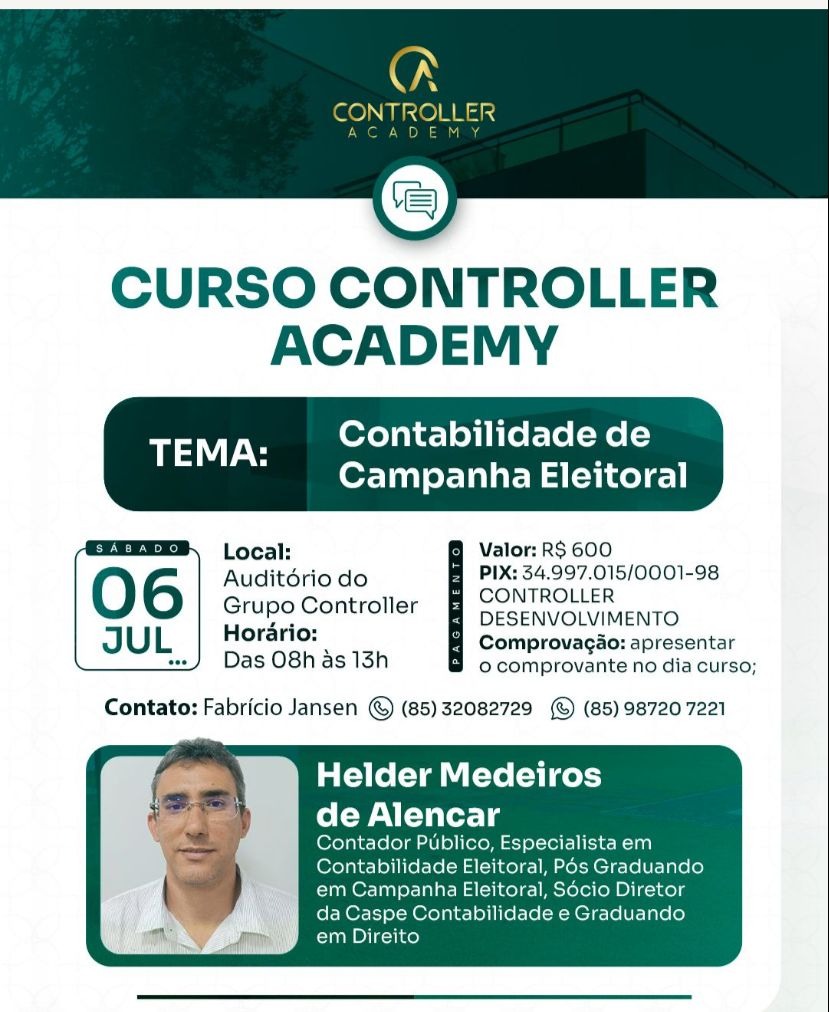 CONTROLLER
ACADEMY
CURSO CONTROLLER
ACADEMY
TEMA:
Contabilidade de
Campanha Eleitoral
SÁBADO
06
JUL
...
Local:
Auditório do
Grupo Controller
Horário:
Das 08h às 13h
PAGAMENTO
Valor: R$ 600
PIX: 34.997.015/0001-98
CONTROLLER
DESENVOLVIMENTO
Comprovação: apresentar
o comprovante no dia curso;
Contato: Fabrício Jansen (85) 32082729 (85) 98720 7221
Helder Medeiros
de Alencar
Contador Público, Especialista em
Contabilidade Eleitoral, Pós Graduando
em Campanha Eleitoral, Sócio Diretor
da Caspe Contabilidade e Graduando
em Direito